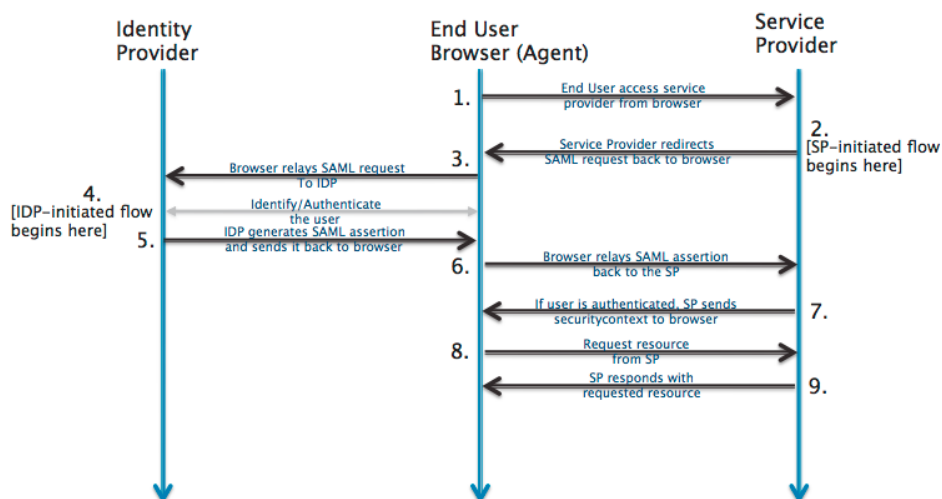 Identity
Provider
End User
Browser (Agent)
Service
Provider
1.
End User access service
provider from browser
2.
[SP-initiated flow
begins here]
Service Provider redirects
SAML request back to browser
3.
Browser relays SAML request
To IDP
4.
[IDP-initiated flow
begins here]
Identify/Authenticate
the user
5.
IDP generates SAML assertion
and sends it back to browser
6.
Browser relays SAML assertion
back to the SP
If user is authenticated, SP sends
securitycontext to browser
7.
8.
Request resource
from SP
SP responds with
requested resource
9.